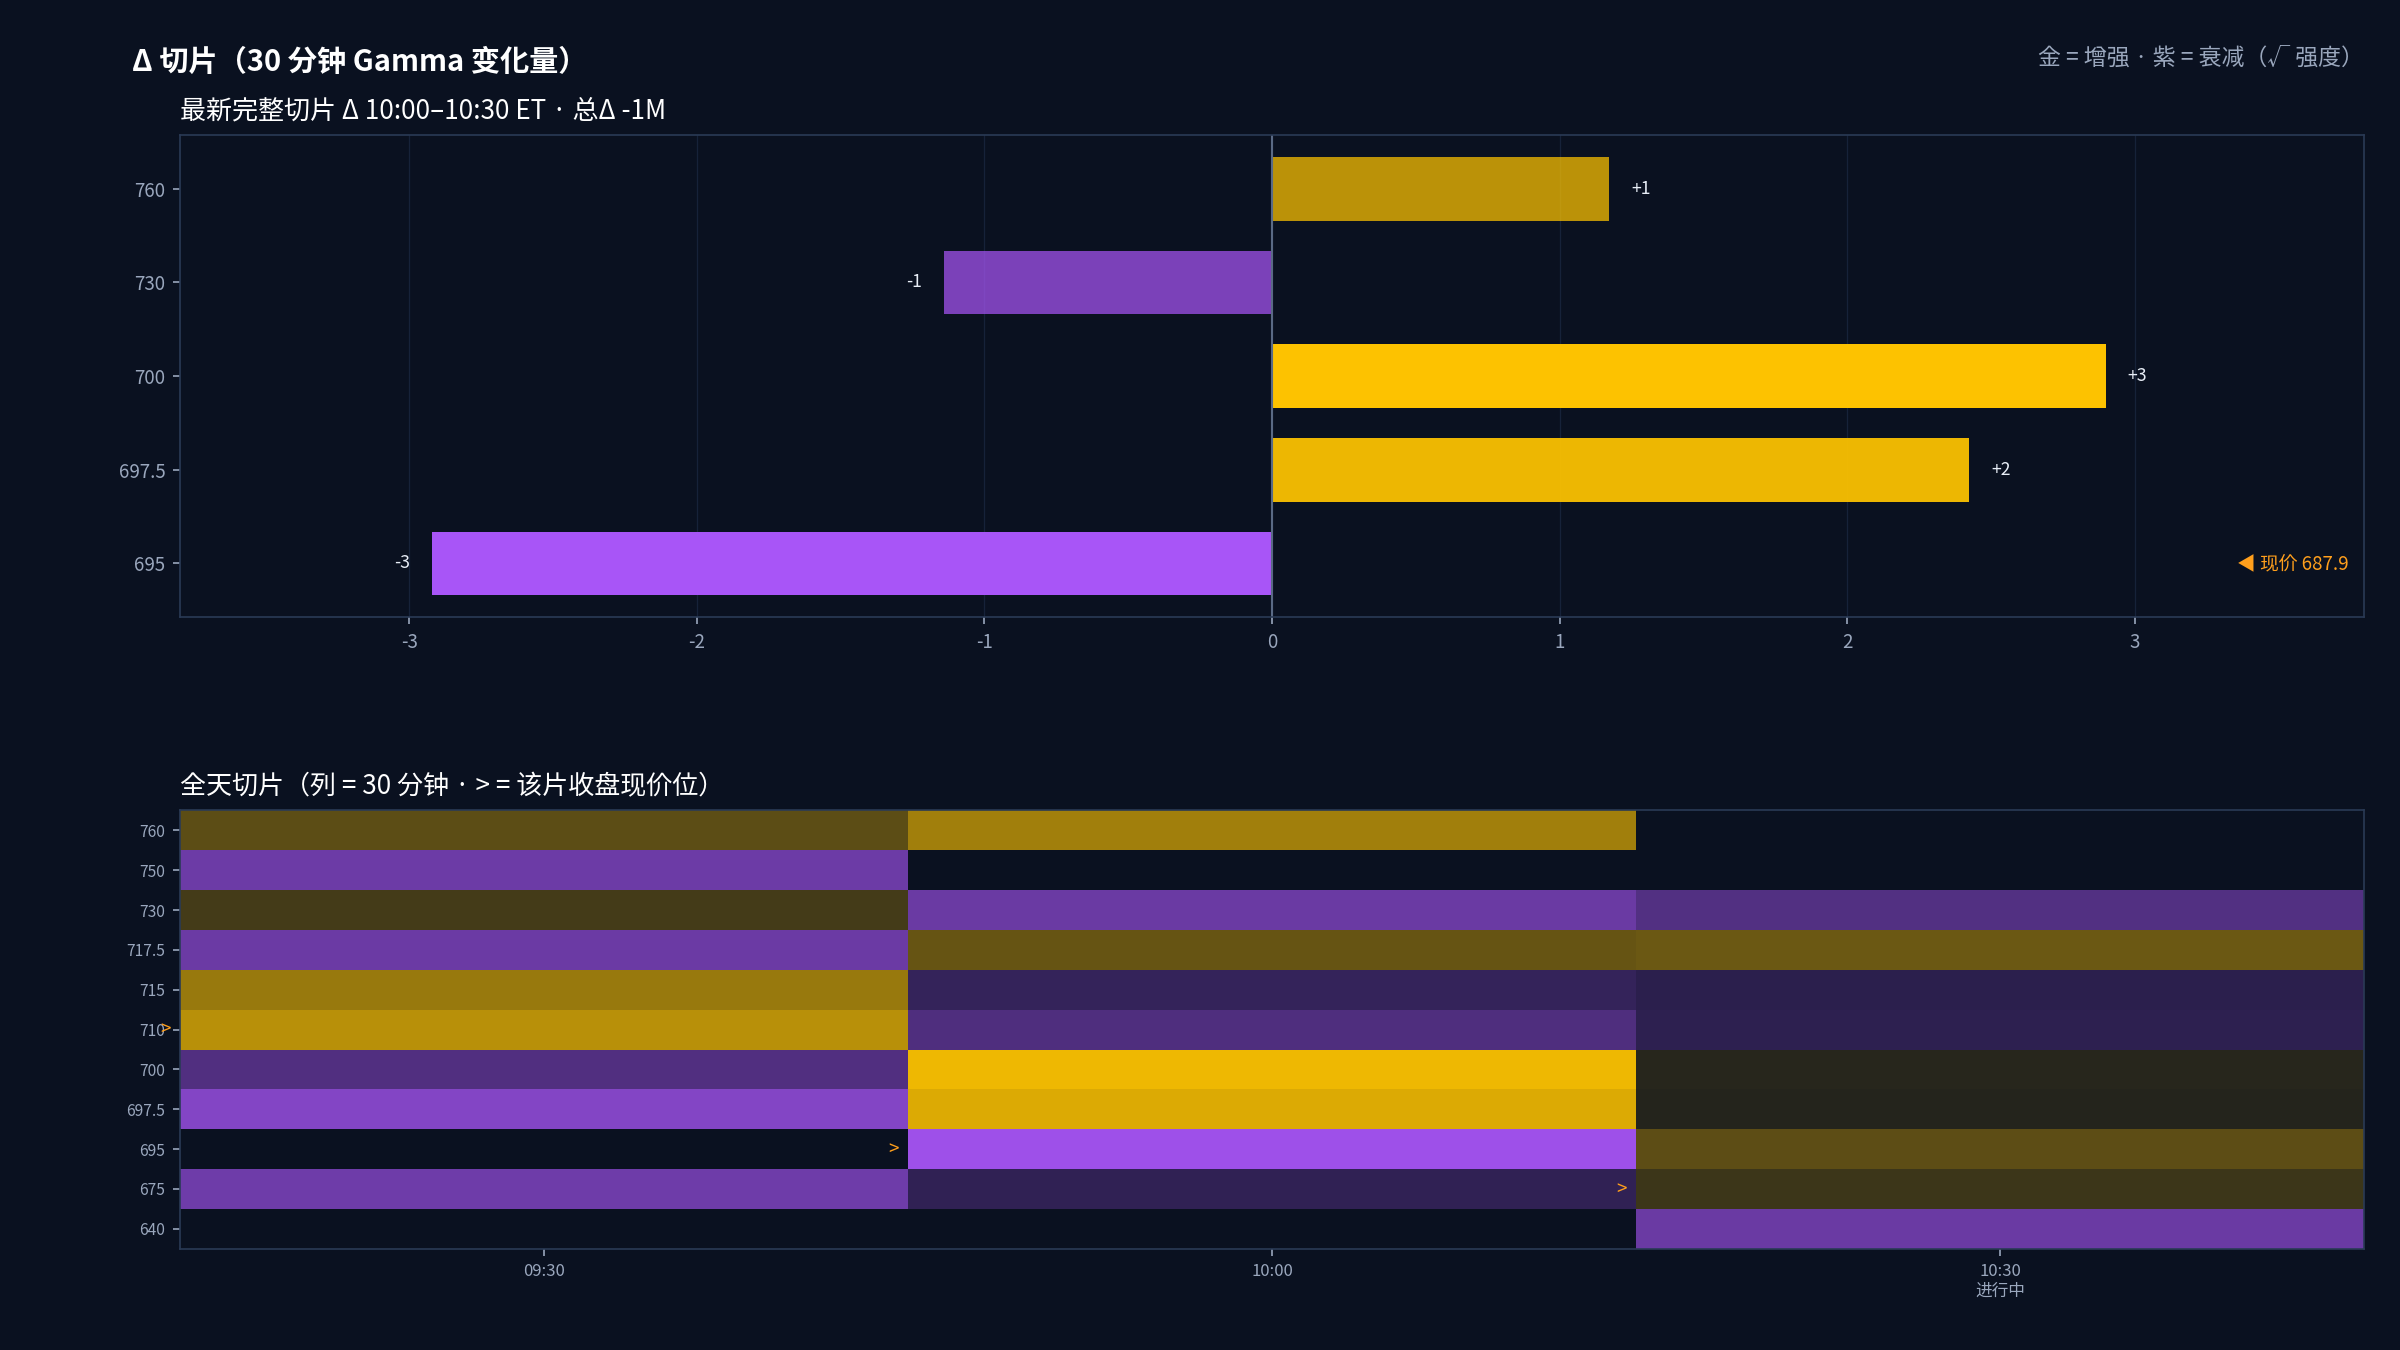 Δ 切片（30 分钟 Gamma 变化量）
金 = 增强 · 紫 = 衰减（√ 强度）
最新完整切片 Δ 10:00–10:30 ET · 总Δ -1M
760
+1
730
-1
700
+3
697.5
+2
695
-3
◀ 现价 687.9
-3 -2 -1 0 1 2 3
全天切片（列 = 30 分钟 · > = 该片收盘现价位）
760
750
730
717.5
715
710 >
700
697.5
695 >
675 >
640
09:30 10:00 10:30
进行中